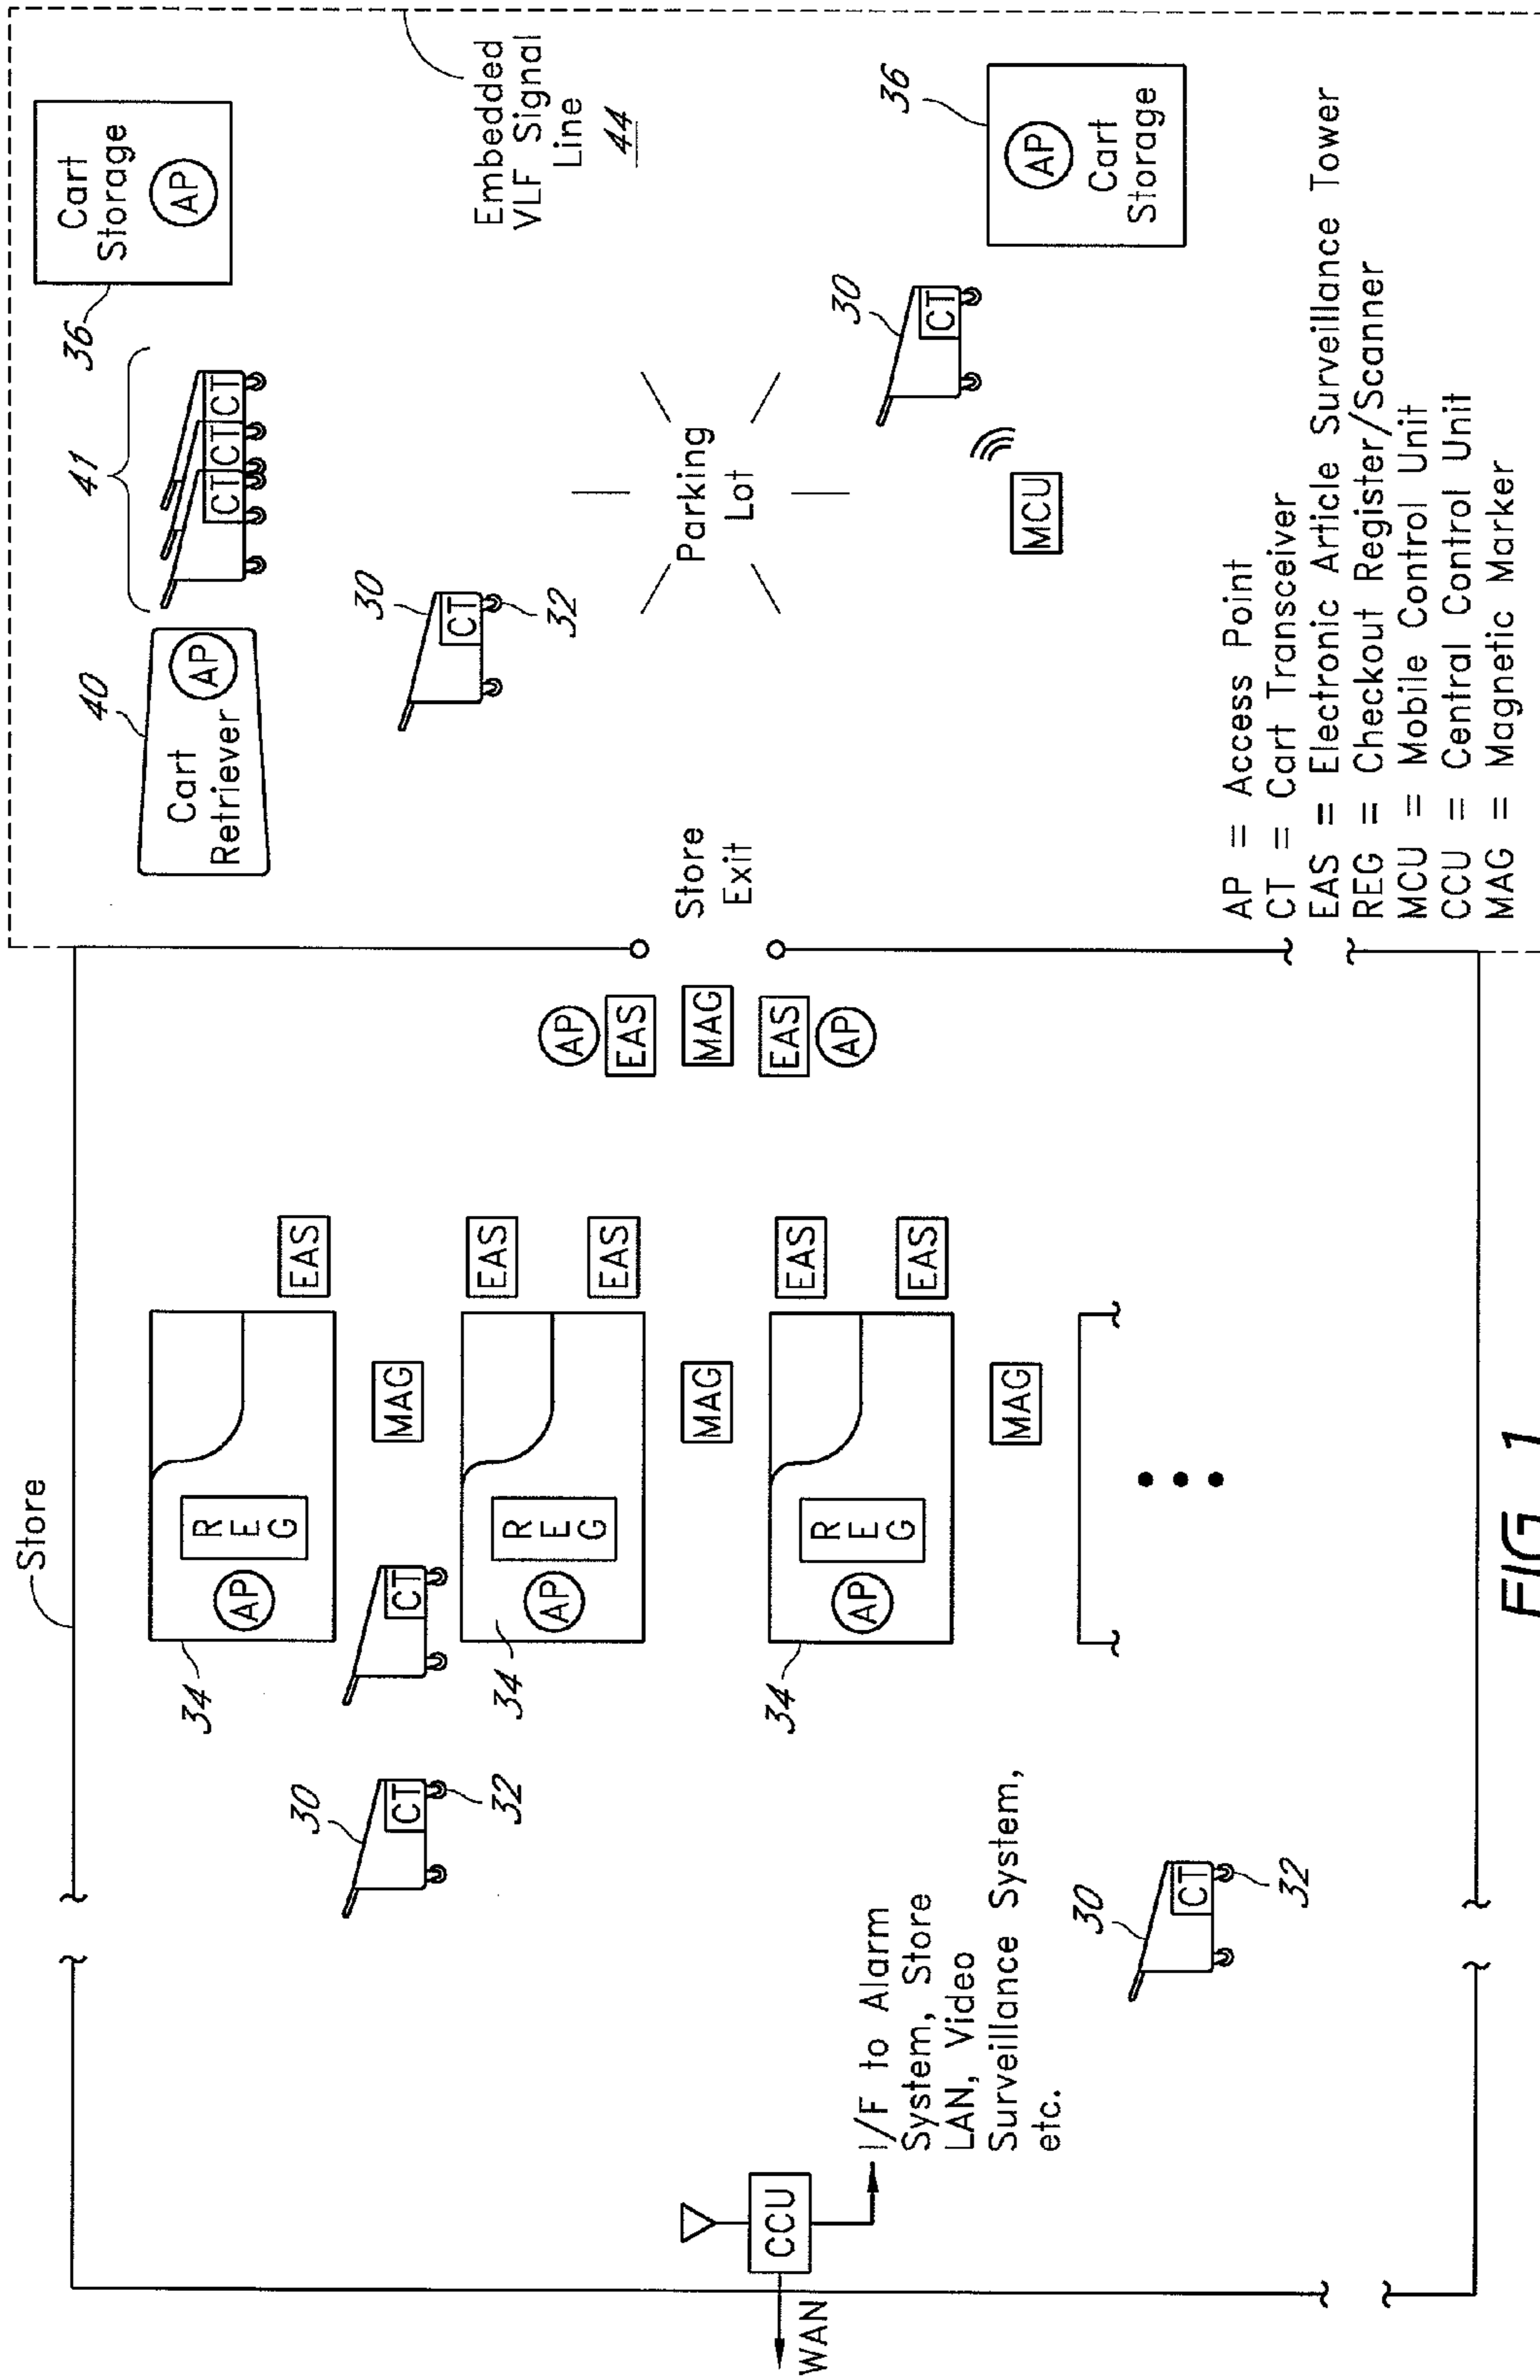 Store
34
AP
R
E
G
EAS
30
CT
32
CT
MAG
34
AP
R
E
G
EAS
EAS
MAG
34
AP
R
E
G
EAS
EAS
MAG
WAN
CCU
I/F to Alarm
System, Store
LAN, Video
Surveillance System,
etc.
30
CT
32
AP
EAS
MAG
EAS
AP
Store
Exit
40
Cart
Retriever
AP
41
CT
CT
CT
36
Cart
Storage
AP
30
CT
32
Embedded
VLF Signal
Line
44
Parking
Lot
MCU
30
CT
36
AP
Cart
Storage
AP = Access Point
CT = Cart Transceiver
EAS = Electronic Article Surveillance Tower
REG = Checkout Register/Scanner
MCU = Mobile Control Unit
CCU = Central Control Unit
MAG = Magnetic Marker
FIG. 1